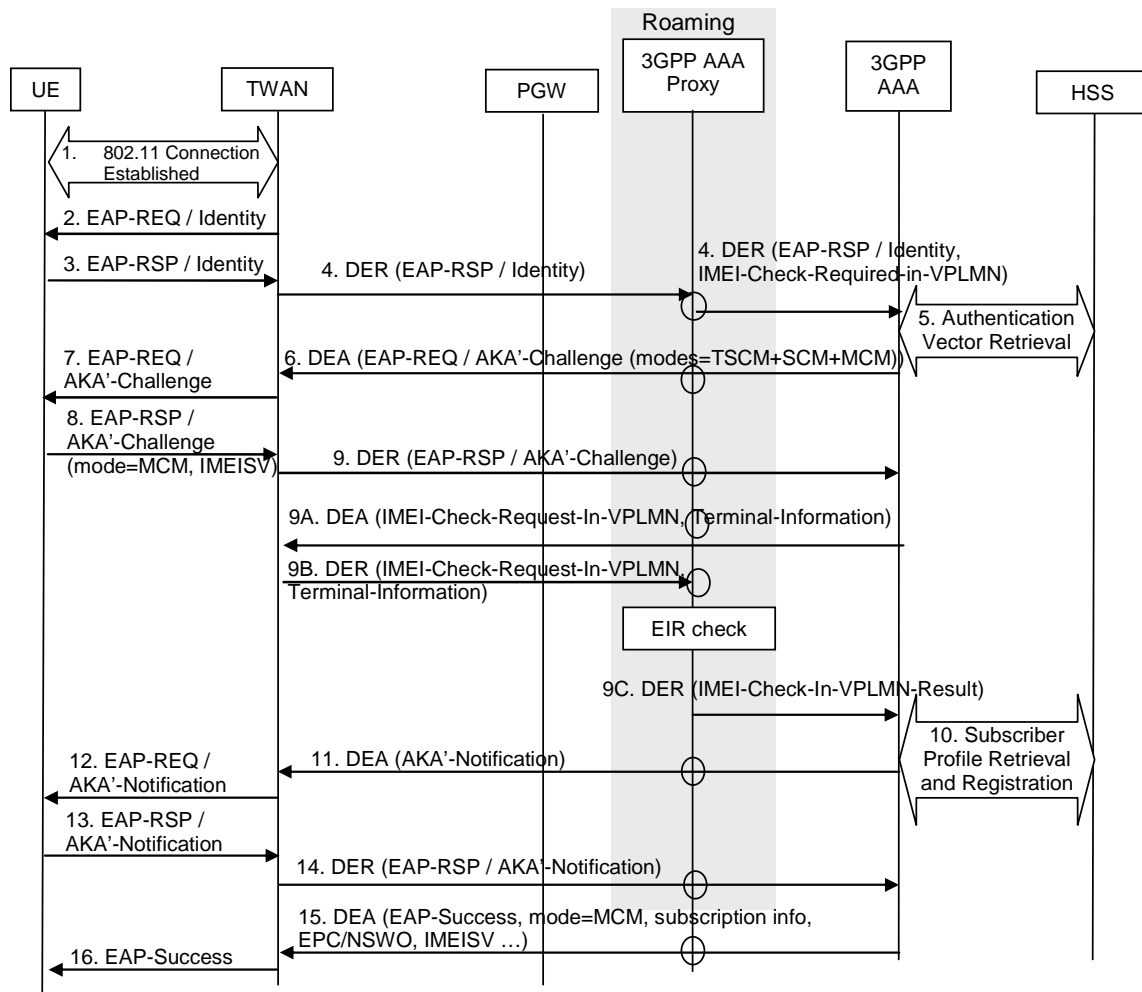 Roaming
UE
TWAN
PGW
3GPP AAA
Proxy
3GPP
AAA
HSS
1. 802.11 Connection
Established
2. EAP-REQ / Identity
3. EAP-RSP / Identity
4. DER (EAP-RSP / Identity)
4. DER (EAP-RSP / Identity,
IMEI-Check-Required-in-VPLMN)
5. Authentication
Vector Retrieval
6. DEA (EAP-REQ / AKA'-Challenge (modes=TSCM+SCM+MCM))
7. EAP-REQ /
AKA'-Challenge
8. EAP-RSP /
AKA'-Challenge
(mode=MCM, IMEISV)
9. DER (EAP-RSP / AKA'-Challenge)
9A. DEA (IMEI-Check-Request-In-VPLMN, Terminal-Information)
9B. DER (IMEI-Check-Request-In-VPLMN,
Terminal-Information)
EIR check
9C. DER (IMEI-Check-In-VPLMN-Result)
10. Subscriber
Profile Retrieval
and Registration
11. DEA (AKA'-Notification)
12. EAP-REQ /
AKA'-Notification
13. EAP-RSP /
AKA'-Notification
14. DER (EAP-RSP / AKA'-Notification)
15. DEA (EAP-Success, mode=MCM, subscription info,
EPC/NSWO, IMEISV …)
16. EAP-Success